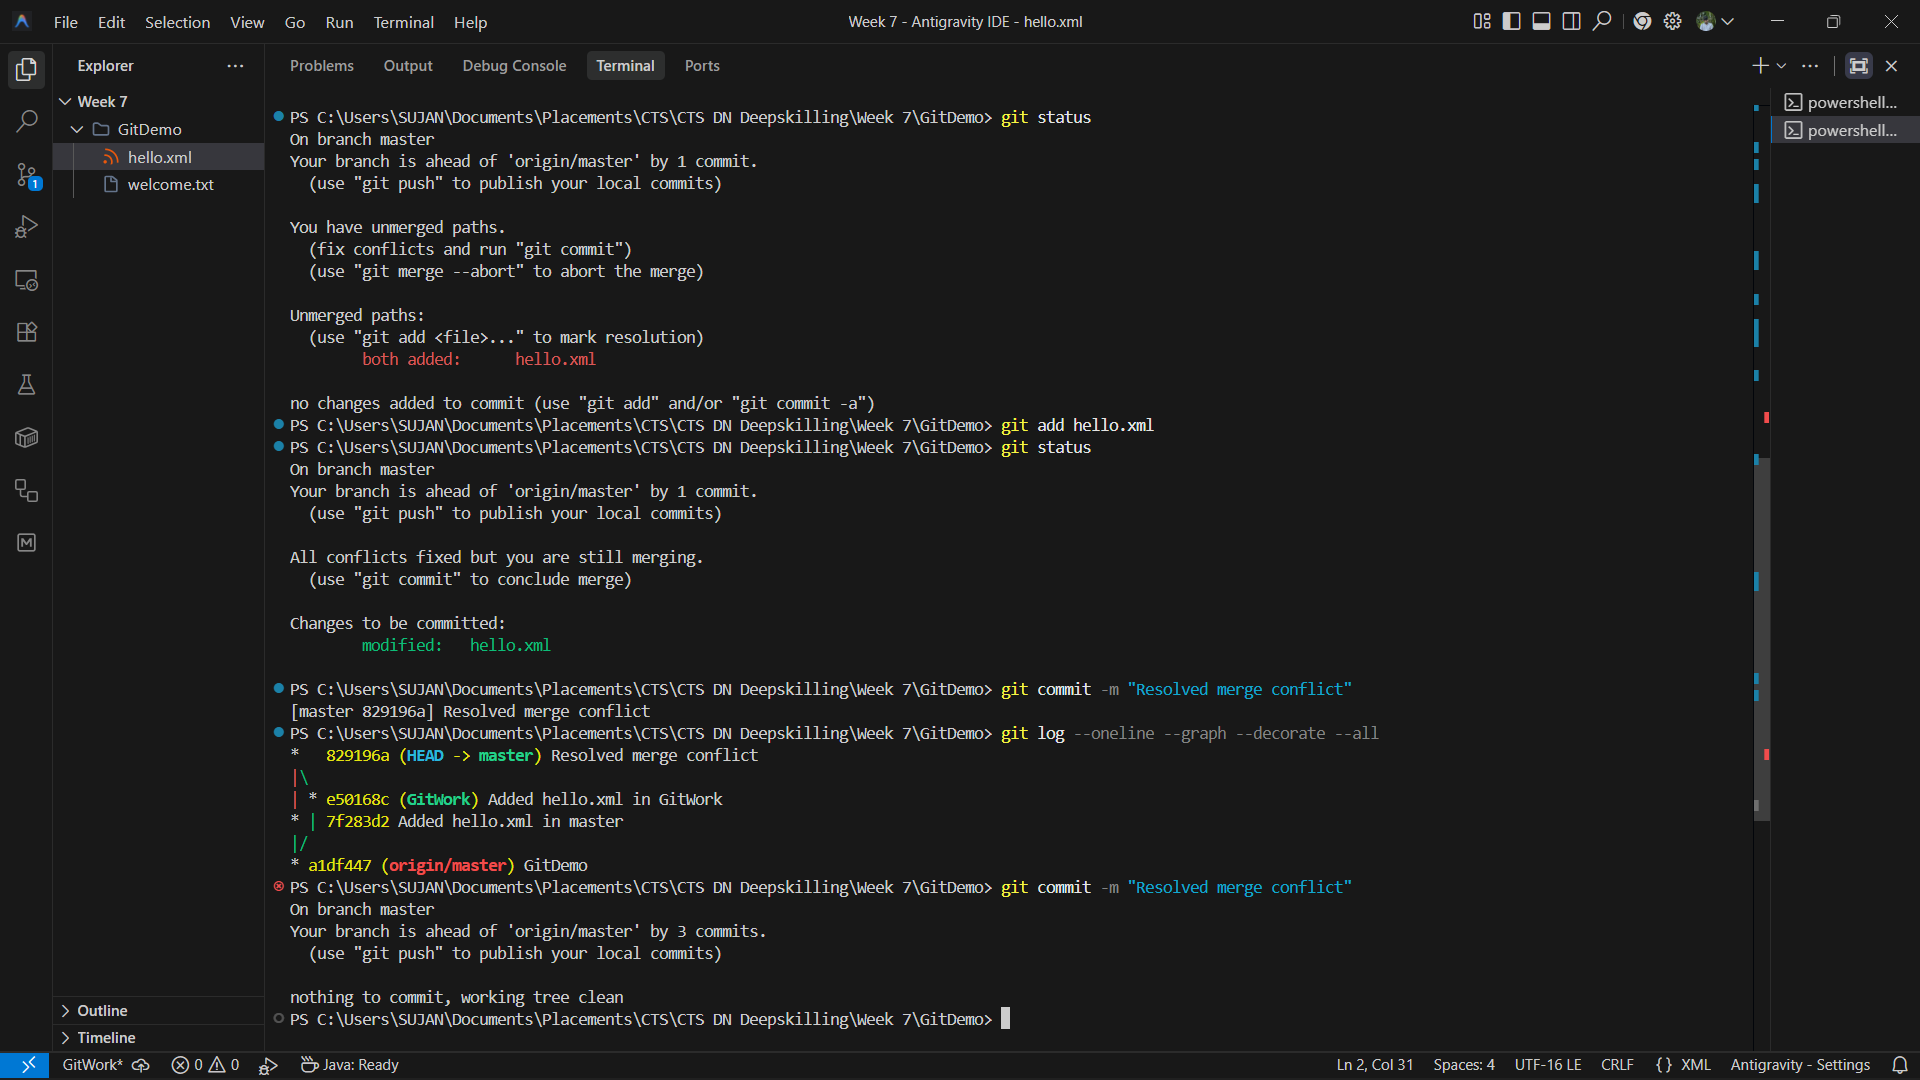 File Edit Selection View Go Run Terminal Help
Week 7 - Antigravity IDE - hello.xml
Explorer
Problems Output Debug Console Terminal Ports
Week 7
GitDemo
hello.xml
welcome.txt
1
powershell...
powershell...
PS C:\Users\SUJAN\Documents\Placements\CTS\CTS DN Deepskilling\Week 7\GitDemo> git status
On branch master
Your branch is ahead of 'origin/master' by 1 commit.
  (use "git push" to publish your local commits)

You have unmerged paths.
  (fix conflicts and run "git commit")
  (use "git merge --abort" to abort the merge)

Unmerged paths:
  (use "git add <file>..." to mark resolution)
        both added:      hello.xml

no changes added to commit (use "git add" and/or "git commit -a")
PS C:\Users\SUJAN\Documents\Placements\CTS\CTS DN Deepskilling\Week 7\GitDemo> git add hello.xml
PS C:\Users\SUJAN\Documents\Placements\CTS\CTS DN Deepskilling\Week 7\GitDemo> git status
On branch master
Your branch is ahead of 'origin/master' by 1 commit.
  (use "git push" to publish your local commits)

All conflicts fixed but you are still merging.
  (use "git commit" to conclude merge)

Changes to be committed:
        modified:   hello.xml

PS C:\Users\SUJAN\Documents\Placements\CTS\CTS DN Deepskilling\Week 7\GitDemo> git commit -m "Resolved merge conflict"
[master 829196a] Resolved merge conflict
PS C:\Users\SUJAN\Documents\Placements\CTS\CTS DN Deepskilling\Week 7\GitDemo> git log --oneline --graph --decorate --all
*   829196a (HEAD -> master) Resolved merge conflict
|\
| * e50168c (GitWork) Added hello.xml in GitWork
* | 7f283d2 Added hello.xml in master
|/
* a1df447 (origin/master) GitDemo
PS C:\Users\SUJAN\Documents\Placements\CTS\CTS DN Deepskilling\Week 7\GitDemo> git commit -m "Resolved merge conflict"
On branch master
Your branch is ahead of 'origin/master' by 3 commits.
  (use "git push" to publish your local commits)

nothing to commit, working tree clean
PS C:\Users\SUJAN\Documents\Placements\CTS\CTS DN Deepskilling\Week 7\GitDemo>
Outline
Timeline
GitWork* 0 0 Java: Ready
Ln 2, Col 31 Spaces: 4 UTF-16 LE CRLF {} XML Antigravity - Settings